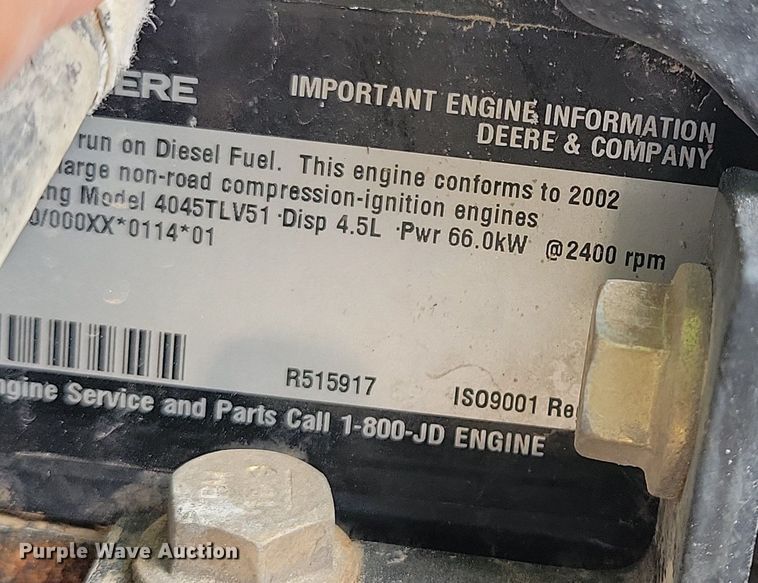 ERE
IMPORTANT ENGINE INFORMATION
DEERE & COMPANY
run on Diesel Fuel. This engine conforms to 2002
large non-road compression-ignition engines
Model 4045TLV51 Disp 4.5L Pwr 66.0kW @2400 rpm
0/000XX*0114*01
R515917
ISO9001 Re
ngine Service and Parts Call 1-800-JD ENGINE
Purple Wave Auction